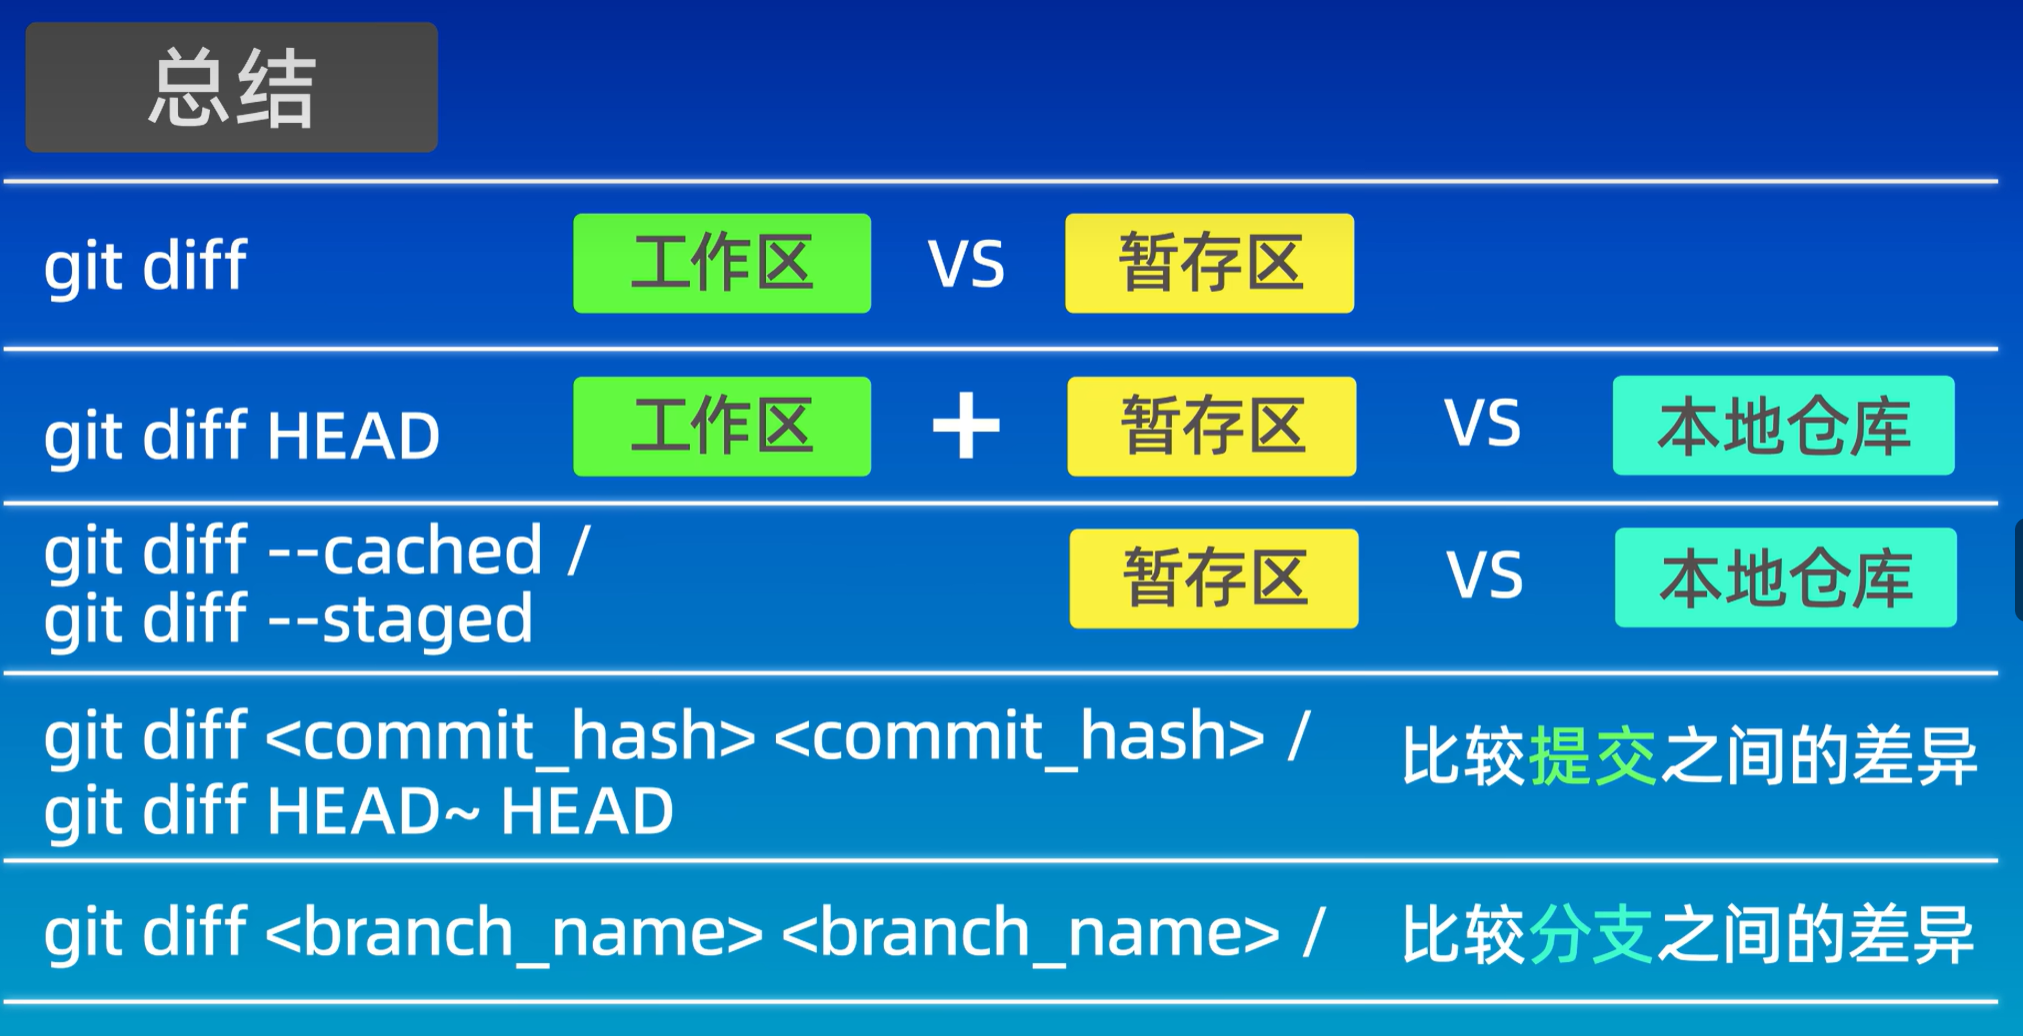 总结
git diff 工作区 VS 暂存区
git diff HEAD 工作区 + 暂存区 VS 本地仓库
git diff --cached /
git diff --staged
暂存区 VS 本地仓库
git diff <commit_hash> <commit_hash> /
git diff HEAD~ HEAD
比较提交之间的差异
git diff <branch_name> <branch_name> / 比较分支之间的差异